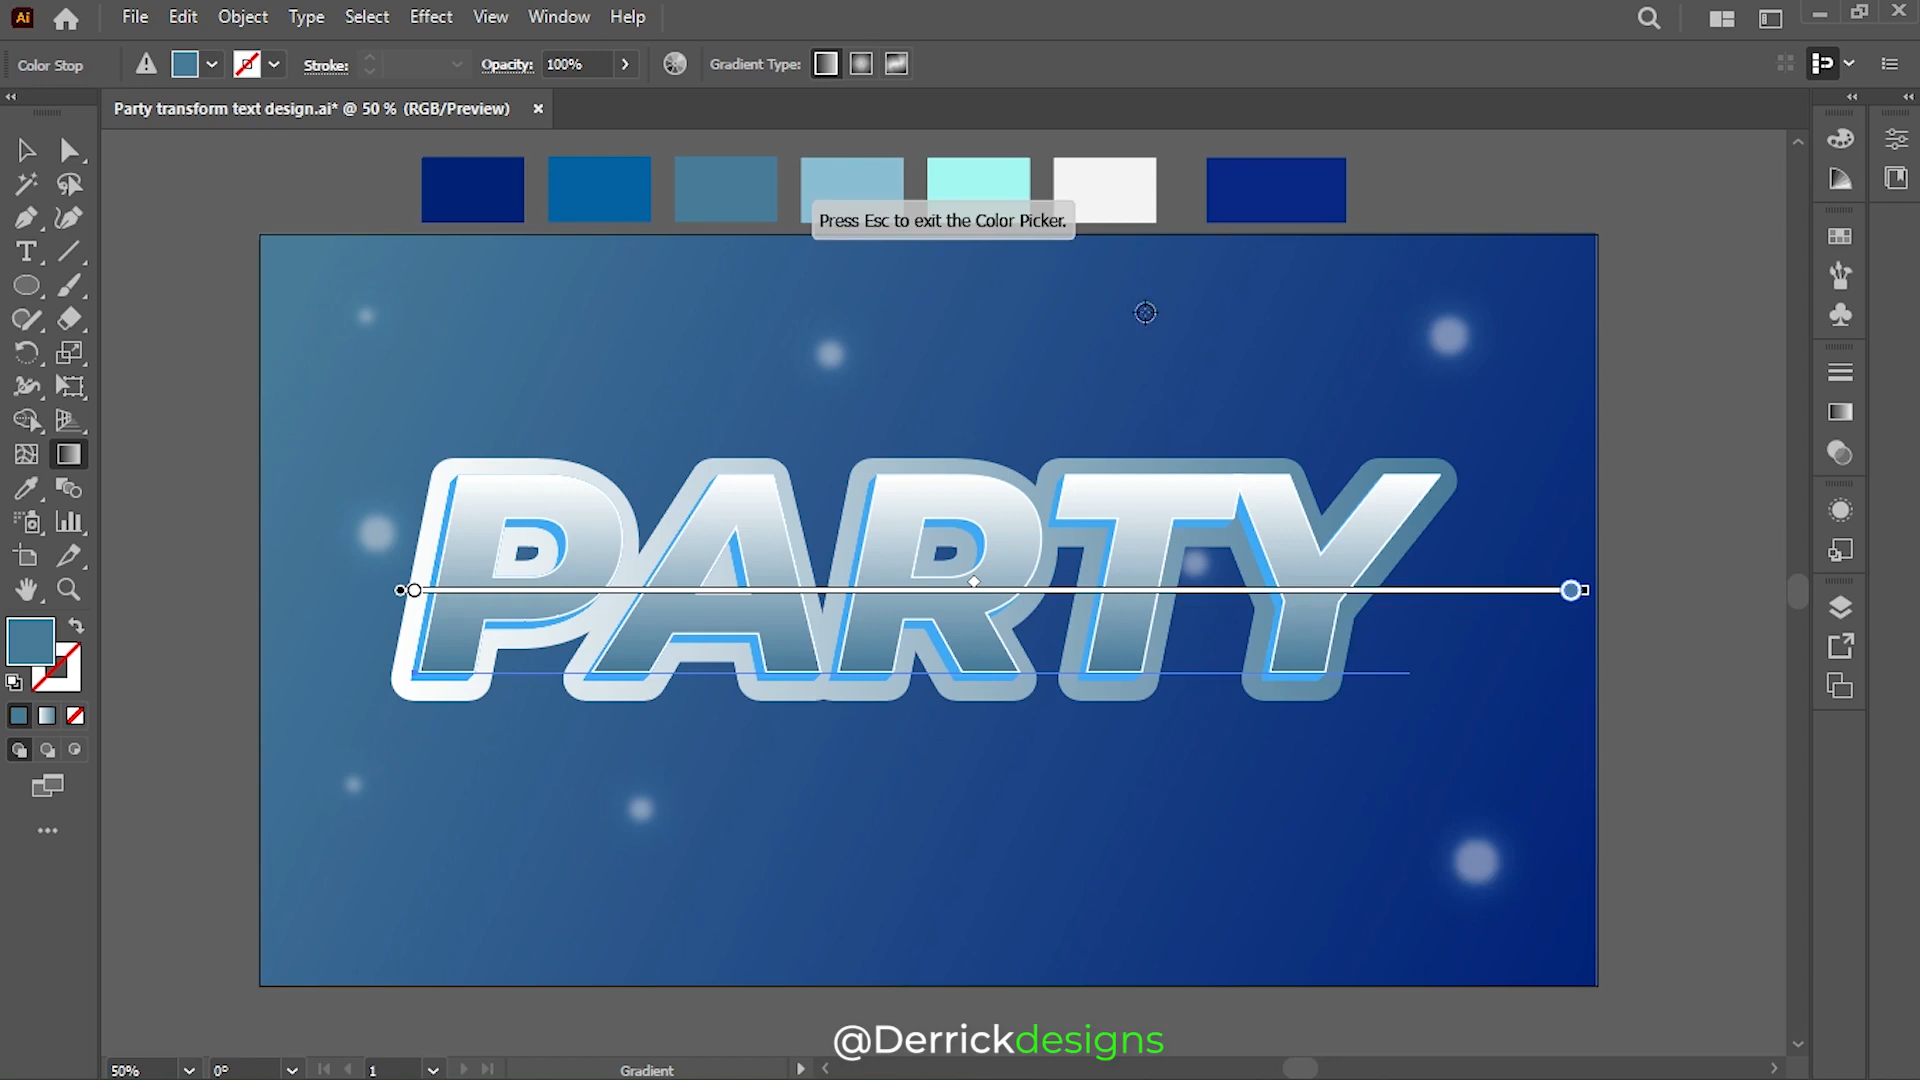 Ai File Edit Object Type Select Effect View Window Help
Color Stop Stroke: Opacity: 100% Gradient Type:
Party transform text design.ai* @ 50 % (RGB/Preview)
Press Esc to exit the Color Picker.
PARTY
@Derrickdesigns
50% 0° 1 Gradient